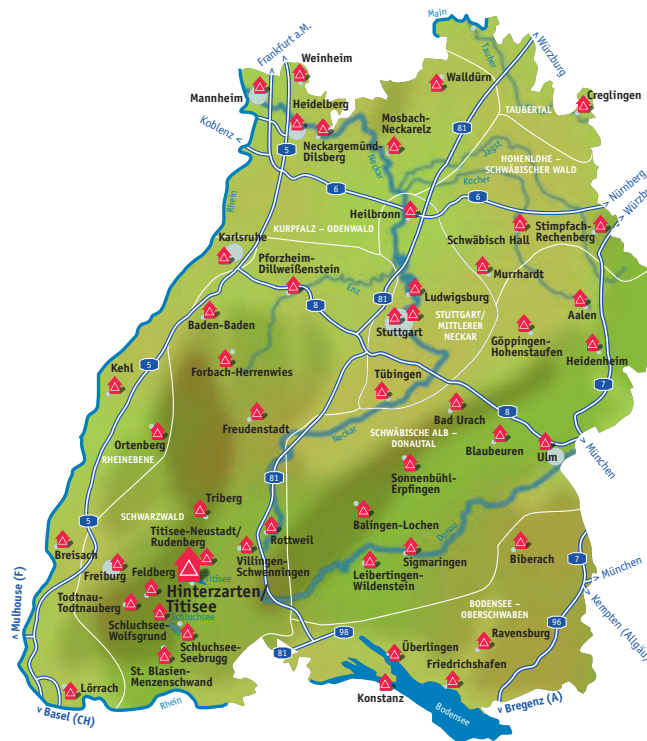 Main
Frankfurt a.M.
Weinheim
Tauber
Würzburg
Walldürn
Mannheim
Creglingen
Heidelberg
TAUBERTAL
Koblenz
Mosbach-
Neckarelz
81
5
Neckargemünd-
Dilsberg
Neckar
Jagst
HOHENLOHE –
SCHWÄBISCHER WALD
Kocher
6
6
Nürnberg
Rhein
Heilbronn
KURPFALZ – ODENWALD
Schwäbisch Hall
Stimpfach-
Rechenberg
Karlsruhe
Pforzheim-
Dillweißenstein
Murrhardt
Enz
81
Ludwigsburg
8
Baden-Baden
STUTTGART/
MITTLERER
NECKAR
Stuttgart
Aalen
Göppingen-
Hohenstaufen
Heidenheim
5
Forbach-Herrenwies
Kehl
Tübingen
7
Freudenstadt
Bad Urach
8
Ortenberg
RHEINEBENE
Neckar
SCHWÄBISCHE ALB –
DONAUTAL
Blaubeuren
Ulm
München
Sonnenbühl-
Erpfingen
81
Triberg
5
SCHWARZWALD
Balingen-Lochen
Titisee-Neustadt/
Rudenberg
Rottweil
Donau
Breisach
Villingen-
Schwenningen
Sigmaringen
Biberach
7
Freiburg
Feldberg
Titisee
Leibertingen-
Wildenstein
München
Hinterzarten/
Titisee
Todtnau-
Todtnauberg
Kempten (Allgäu)
Mulhouse (F)
Schluchsee
BODENSEE –
OBERSCHWABEN
Schluchsee-
Wolfsgrund
98
96
Schluchsee-
Seebrugg
81
Überlingen
Ravensburg
St. Blasien-
Menzenschwand
Friedrichshafen
Lörrach
Konstanz
Rhein
Bodensee
Basel (CH)
Bregenz (A)